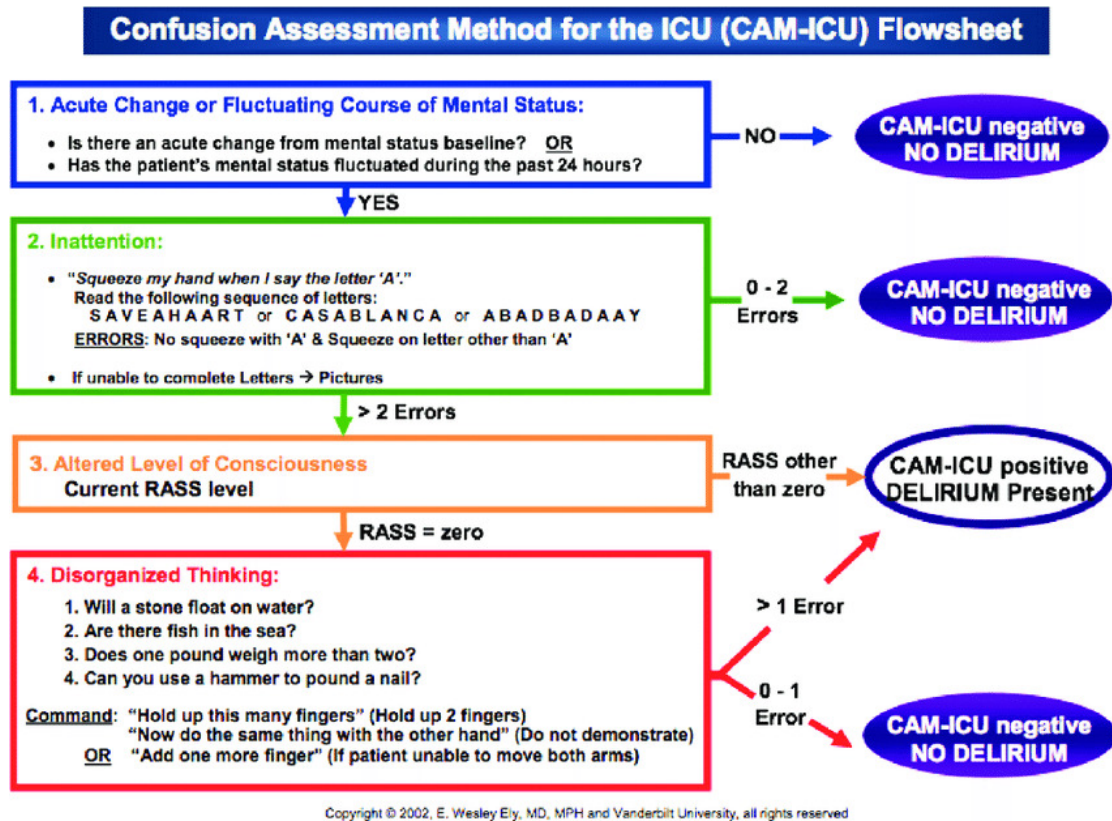 Confusion Assessment Method for the ICU (CAM-ICU) Flowsheet
1. Acute Change or Fluctuating Course of Mental Status:
• Is there an acute change from mental status baseline? OR
• Has the patient's mental status fluctuated during the past 24 hours?
NO
CAM-ICU negative
NO DELIRIUM
YES
2. Inattention:
• "Squeeze my hand when I say the letter 'A'."
Read the following sequence of letters:
S A V E A H A A R T or C A S A B L A N C A or A B A D B A D A A Y
ERRORS: No squeeze with 'A' & Squeeze on letter other than 'A'
• If unable to complete Letters → Pictures
0 - 2
Errors
CAM-ICU negative
NO DELIRIUM
> 2 Errors
3. Altered Level of Consciousness
Current RASS level
RASS other
than zero
CAM-ICU positive
DELIRIUM Present
RASS = zero
4. Disorganized Thinking:
1. Will a stone float on water?
2. Are there fish in the sea?
3. Does one pound weigh more than two?
4. Can you use a hammer to pound a nail?
Command: "Hold up this many fingers" (Hold up 2 fingers)
"Now do the same thing with the other hand" (Do not demonstrate)
OR "Add one more finger" (If patient unable to move both arms)
> 1 Error
0 - 1
Error
CAM-ICU negative
NO DELIRIUM
Copyright © 2002, E. Wesley Ely, MD, MPH and Vanderbilt University, all rights reserved